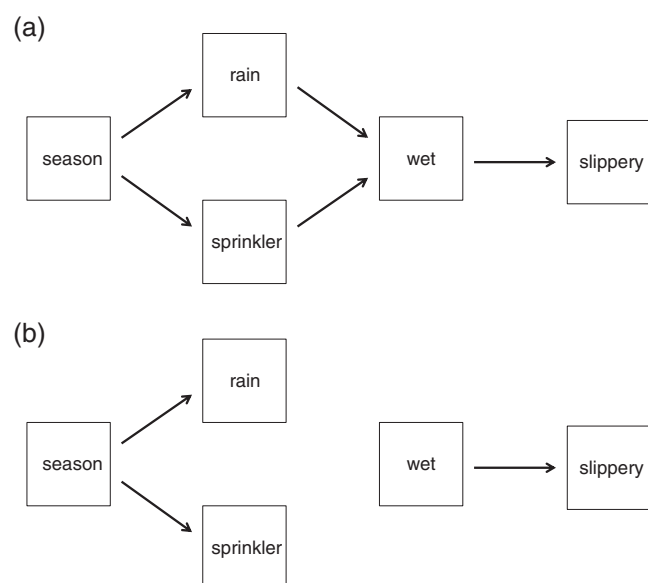 (a)
rain
season
wet
slippery
sprinkler
(b)
rain
season
wet
slippery
sprinkler